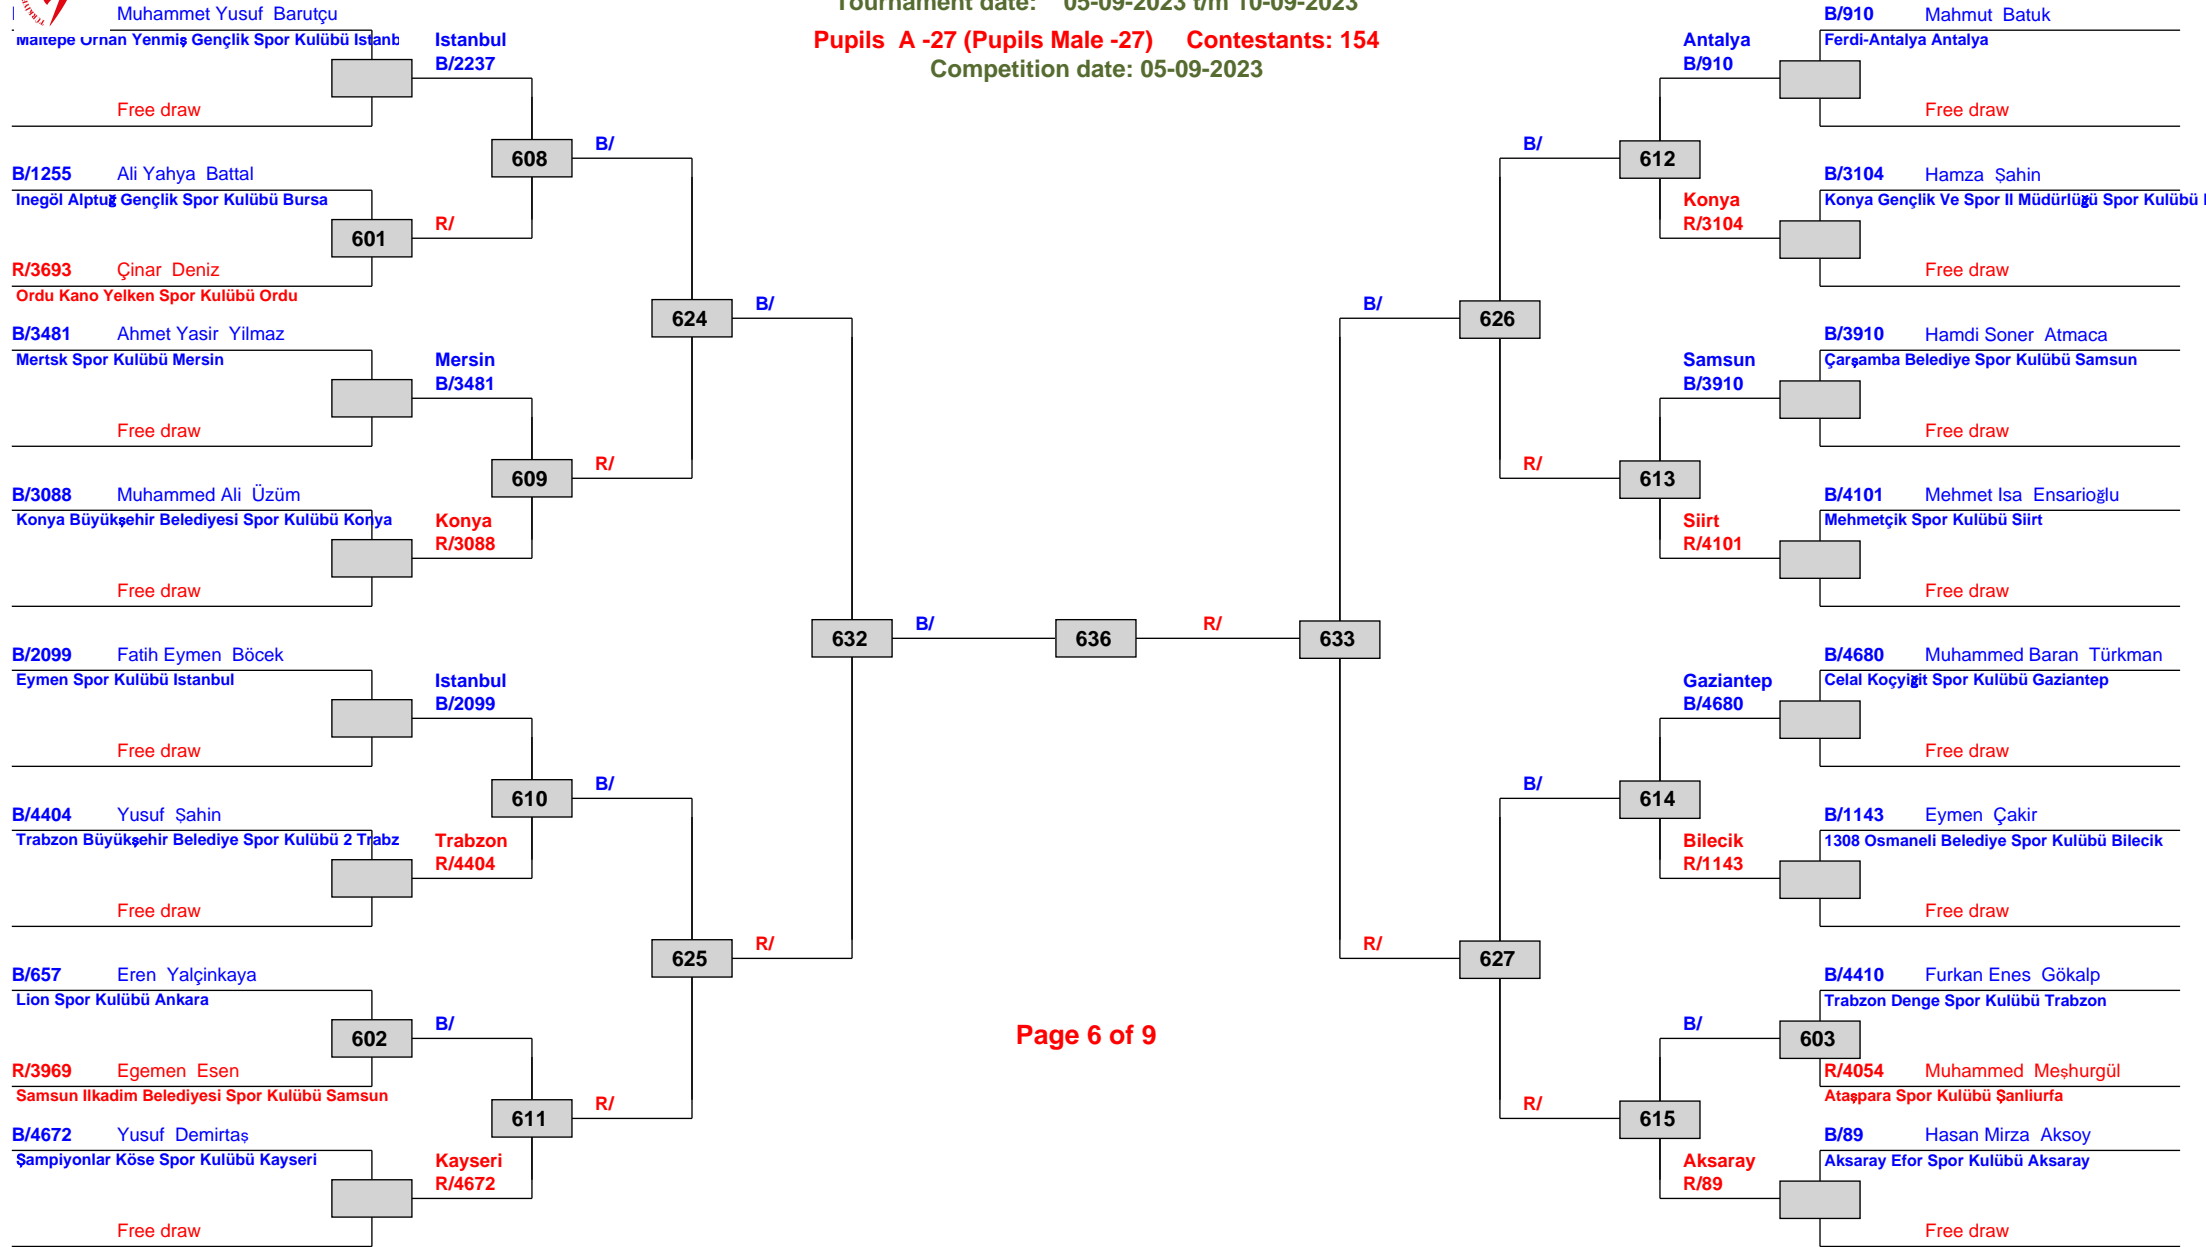 Tournament date: 05-09-2023 t/m 10-09-2023
Pupils A -27 (Pupils Male -27) Contestants: 154
Competition date: 05-09-2023
Muhammet Yusuf Barutçu
Maltepe Orhan Yenmiş Gençlik Spor Kulübü Istanb
Istanbul
B/2237
Free draw
608
B/
B/1255 Ali Yahya Battal
Inegöl Alptuğ Gençlik Spor Kulübü Bursa
601
R/
R/3693 Çinar Deniz
Ordu Kano Yelken Spor Kulübü Ordu
624
B/
B/3481 Ahmet Yasir Yilmaz
Mertsk Spor Kulübü Mersin
Mersin
B/3481
Free draw
609
R/
B/3088 Muhammed Ali Üzüm
Konya Büyükşehir Belediyesi Spor Kulübü Konya
Konya
R/3088
Free draw
632
B/
636
R/
633
B/2099 Fatih Eymen Böcek
Eymen Spor Kulübü Istanbul
Istanbul
B/2099
Free draw
610
B/
B/4404 Yusuf Şahin
Trabzon Büyükşehir Belediye Spor Kulübü 2 Trabz
Trabzon
R/4404
Free draw
625
R/
B/657 Eren Yalçinkaya
Lion Spor Kulübü Ankara
602
B/
R/3969 Egemen Esen
Samsun Ilkadim Belediyesi Spor Kulübü Samsun
611
R/
B/4672 Yusuf Demirtaş
Şampiyonlar Köse Spor Kulübü Kayseri
Kayseri
R/4672
Free draw
Page 6 of 9
B/910 Mahmut Batuk
Ferdi-Antalya Antalya
Antalya
B/910
Free draw
B/
612
B/3104 Hamza Şahin
Konya Gençlik Ve Spor Il Müdürlüğü Spor Kulübü
Konya
R/3104
Free draw
B/
626
B/3910 Hamdi Soner Atmaca
Çarşamba Belediye Spor Kulübü Samsun
Samsun
B/3910
Free draw
R/
613
B/4101 Mehmet Isa Ensarioğlu
Mehmetçik Spor Kulübü Siirt
Siirt
R/4101
Free draw
B/4680 Muhammed Baran Türkman
Celal Koçyiğit Spor Kulübü Gaziantep
Gaziantep
B/4680
Free draw
B/
614
B/1143 Eymen Çakir
1308 Osmaneli Belediye Spor Kulübü Bilecik
Bilecik
R/1143
Free draw
R/
627
B/4410 Furkan Enes Gökalp
Trabzon Denge Spor Kulübü Trabzon
B/
603
R/4054 Muhammed Meşhurgül
Ataşpara Spor Kulübü Şanliurfa
R/
615
B/89 Hasan Mirza Aksoy
Aksaray Efor Spor Kulübü Aksaray
Aksaray
R/89
Free draw